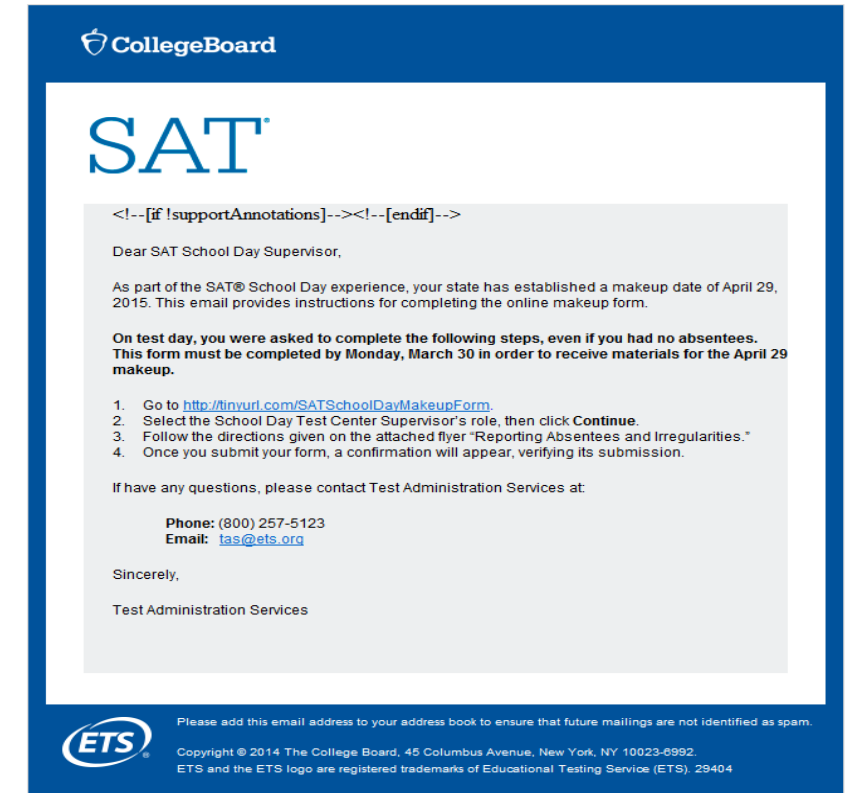 CollegeBoard
SAT®
<!--[if !supportAnnotations]--><!--[endif]-->
Dear SAT School Day Supervisor,
As part of the SAT® School Day experience, your state has established a makeup date of April 29,
2015. This email provides instructions for completing the online makeup form.
On test day, you were asked to complete the following steps, even if you had no absentees.
This form must be completed by Monday, March 30 in order to receive materials for the April 29
makeup.
1. Go to http://tinyurl.com/SATSchoolDayMakeupForm.
2. Select the School Day Test Center Supervisor's role, then click Continue.
3. Follow the directions given on the attached flyer “Reporting Absentees and Irregularities.”
4. Once you submit your form, a confirmation will appear, verifying its submission.
If have any questions, please contact Test Administration Services at:
Phone: (800) 257-5123
Email: tas@ets.org
Sincerely,
Test Administration Services
Please add this email address to your address book to ensure that future mailings are not identified as spam.
ETS®
Copyright © 2014 The College Board, 45 Columbus Avenue, New York, NY 10023-6992.
ETS and the ETS logo are registered trademarks of Educational Testing Service (ETS). 29404